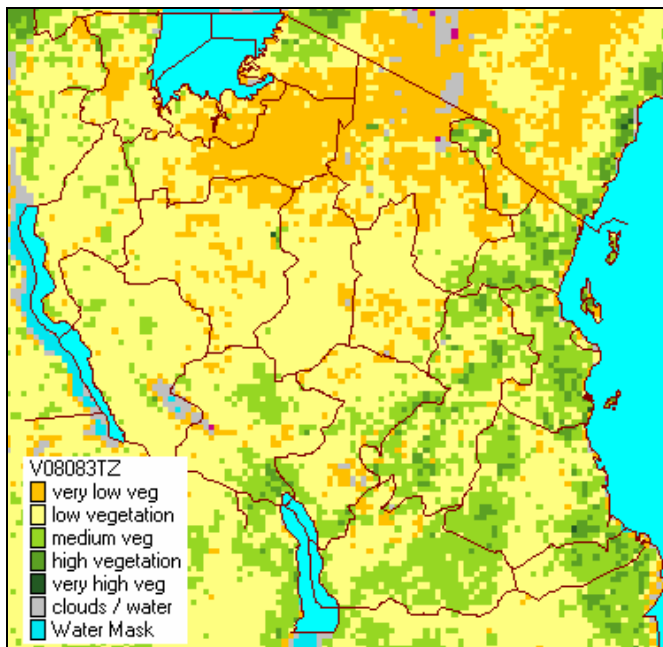 V08083TZ
very low veg
low vegetation
medium veg
high vegetation
very high veg
clouds / water
Water Mask